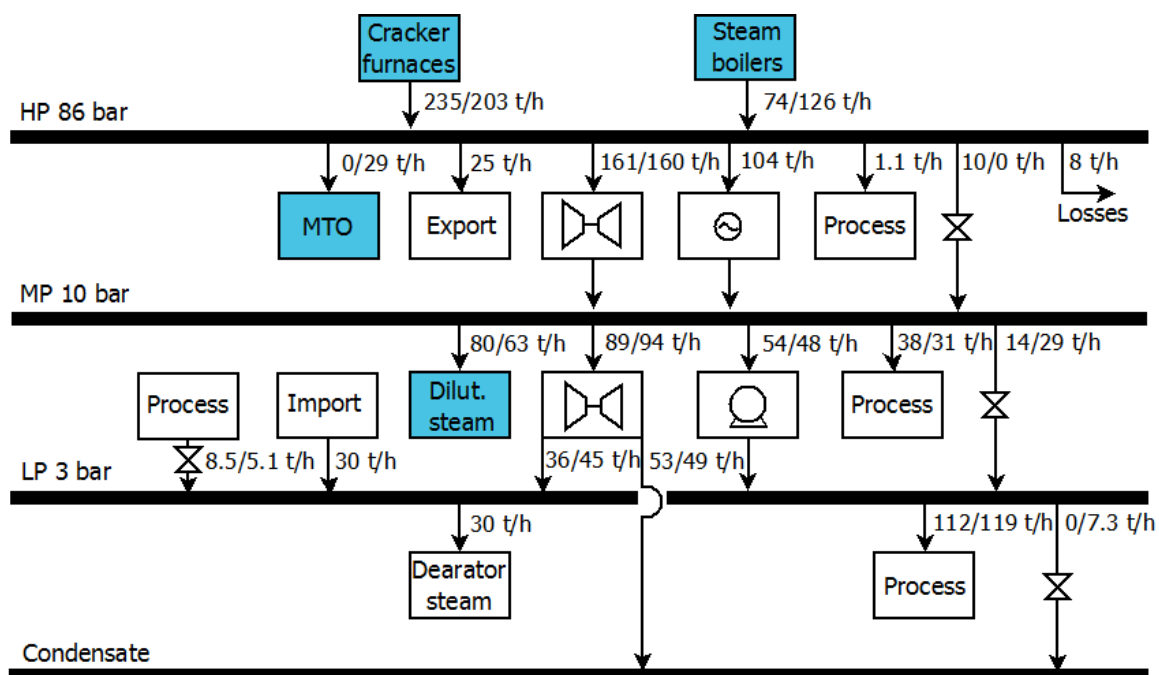 Cracker
furnaces
Steam
boilers
235/203 t/h
74/126 t/h
HP 86 bar
0/29 t/h
25 t/h
161/160 t/h
104 t/h
1.1 t/h
10/0 t/h
8 t/h
MTO
Export
Process
Losses
MP 10 bar
80/63 t/h
89/94 t/h
54/48 t/h
38/31 t/h
14/29 t/h
Process
Import
Dilut.
steam
Process
8.5/5.1 t/h
30 t/h
36/45 t/h
53/49 t/h
LP 3 bar
30 t/h
112/119 t/h
0/7.3 t/h
Dearator
steam
Process
Condensate